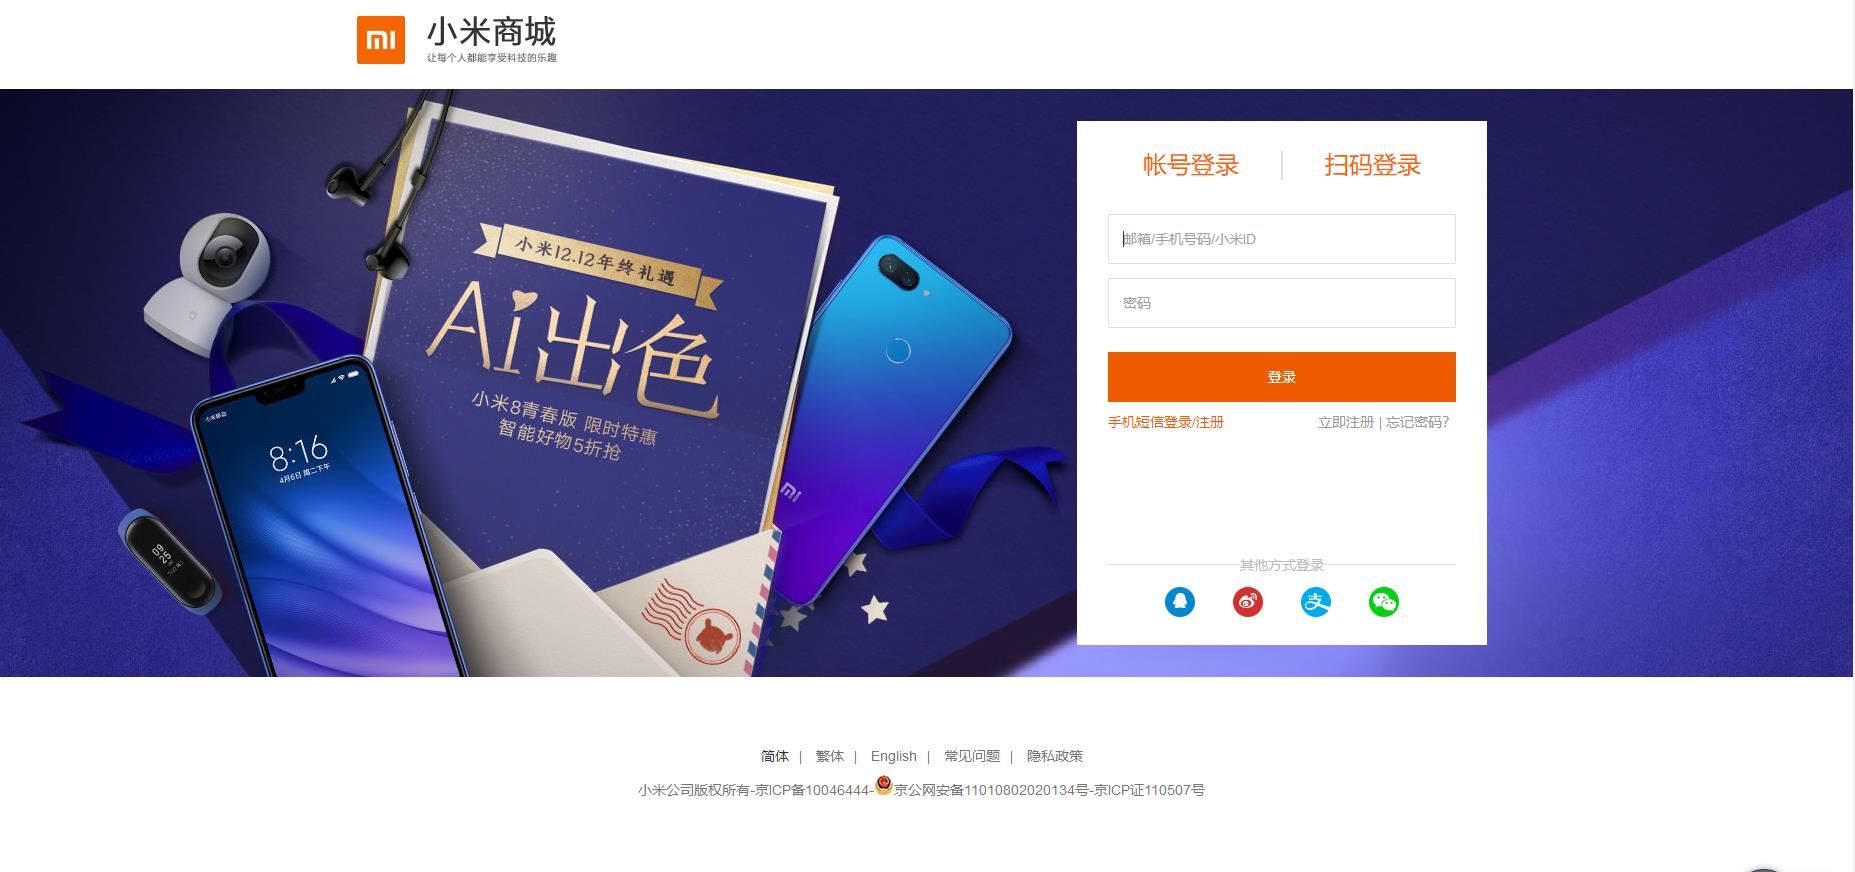 小米商城
让每个人都能享受科技的乐趣
帐号登录
扫码登录
邮箱/手机号码/小米ID
密码
登录
手机短信登录/注册
立即注册 | 忘记密码?
其他方式登录
小米12.12年终礼遇
Ai出色
小米8青春版 限时特惠
智能好物5折抢
小米移动
8:16
4月6日 周二下午
09
25
简体 | 繁体 | English | 常见问题 | 隐私政策
小米公司版权所有-京ICP备10046444-京公网安备11010802020134号-京ICP证110507号